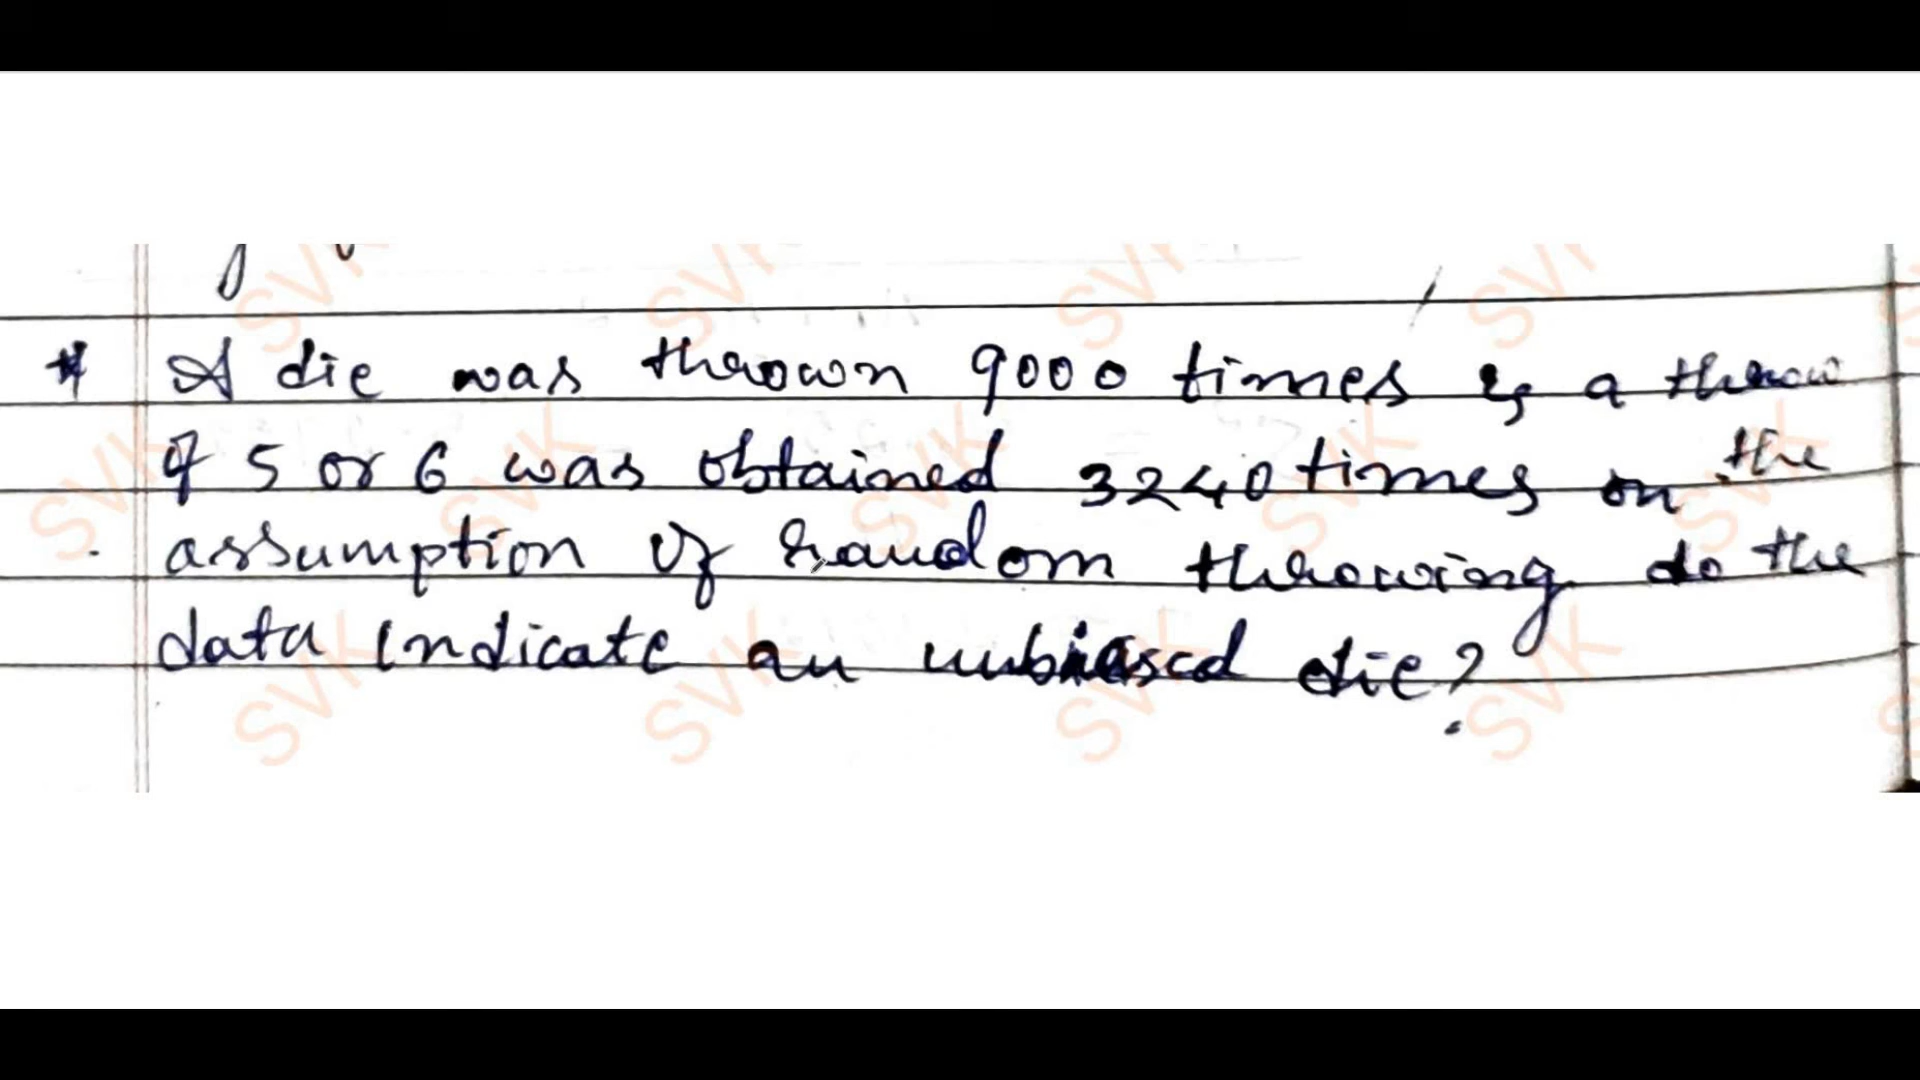 * A die was thrown 9000 times & a throw
of 5 or 6 was obtained 3240 times on the
assumption of random throwing do the
data indicate an unbiased die?
SVK